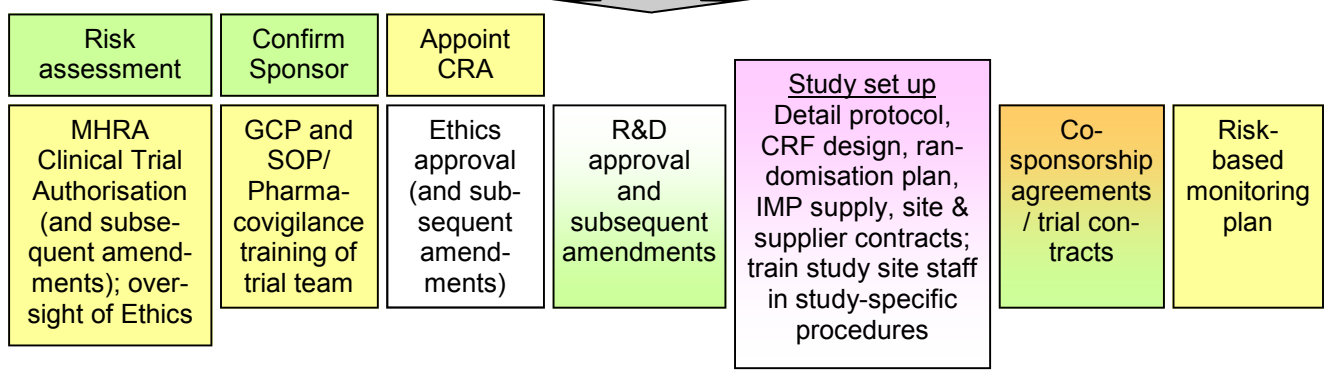 Risk
assessment
Confirm
Sponsor
Appoint
CRA
MHRA
Clinical Trial
Authorisation
(and subse-
quent amend-
ments); over-
sight of Ethics
GCP and
SOP/
Pharma-
covigilance
training of
trial team
Ethics
approval
(and sub-
sequent
amend-
ments)
R&D
approval
and
subsequent
amendments
Study set up
Detail protocol,
CRF design, ran-
domisation plan,
IMP supply, site &
supplier contracts;
train study site staff
in study-specific
procedures
Co-
sponsorship
agreements
/ trial con-
tracts
Risk-
based
monitoring
plan